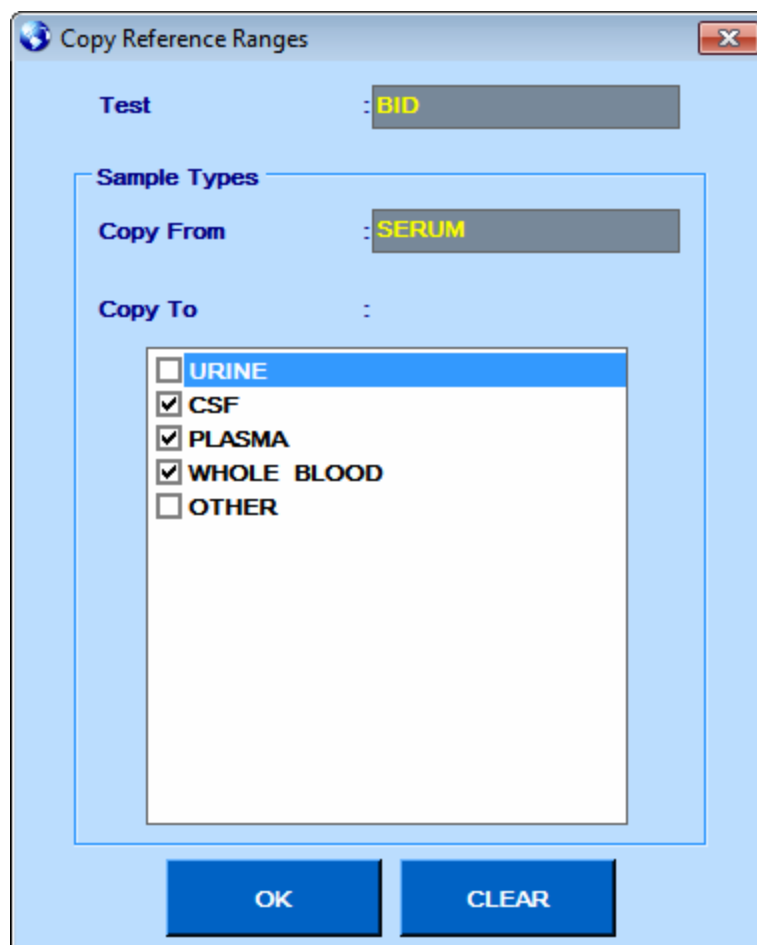 Copy Reference Ranges
Test : BID
Sample Types
Copy From : SERUM
Copy To :
URINE
CSF
PLASMA
WHOLE BLOOD
OTHER
OK CLEAR